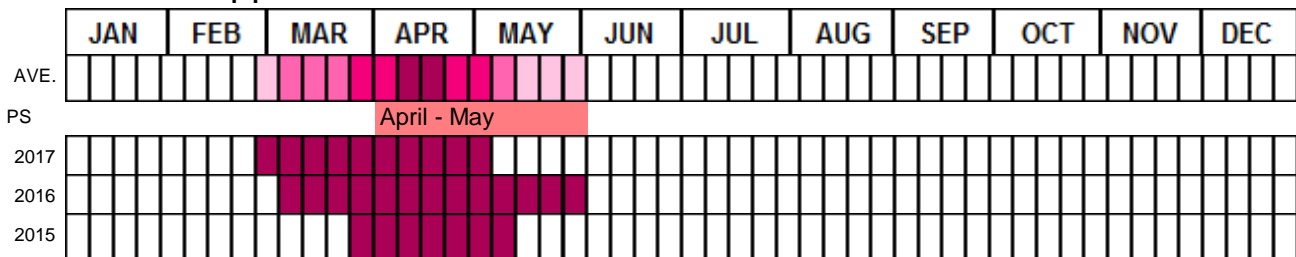 JAN FEB MAR APR MAY JUN JUL AUG SEP OCT NOV DEC
AVE.
PS April - May
2017
2016
2015